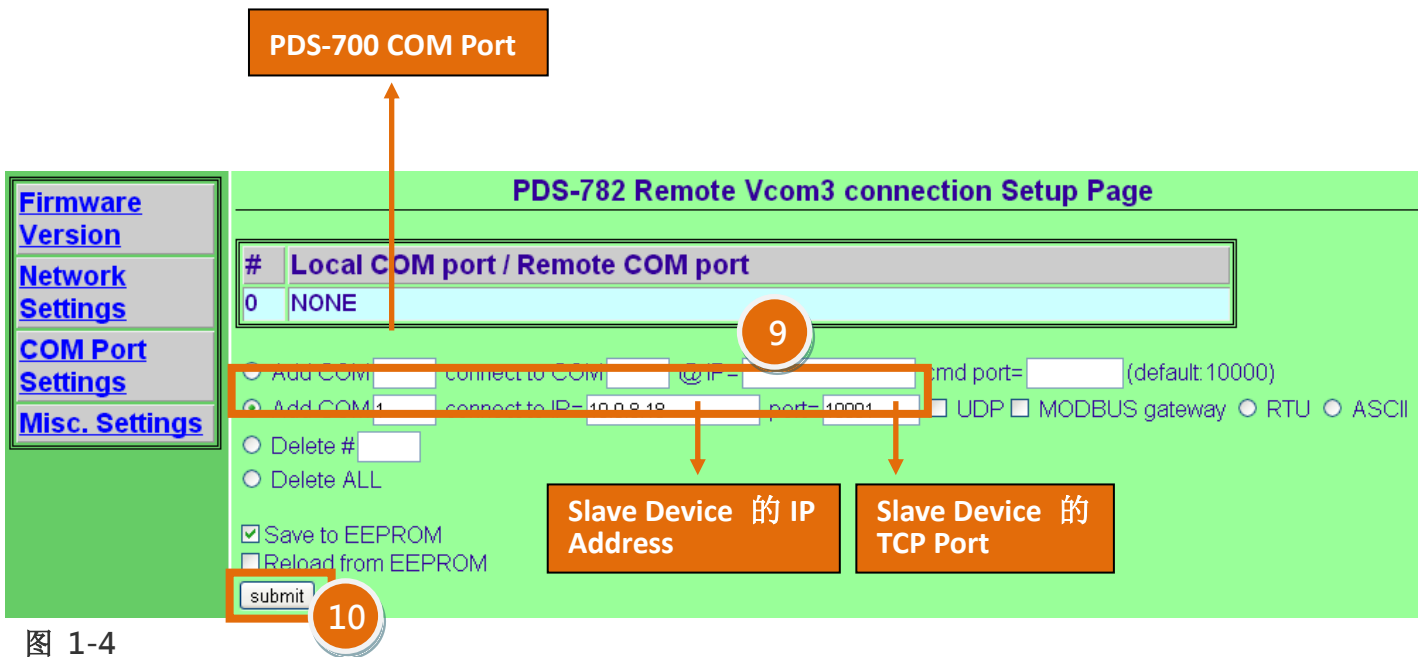 PDS-700 COM Port
PDS-782 Remote Vcom3 connection Setup Page
Firmware
Version
Network
Settings
COM Port
Settings
Misc. Settings
# Local COM port / Remote COM port
0 NONE
9
Add COM connect to COM @ IP= cmd port= (default:10000)
Add COM 1 connect to IP= 10.0.8.18 port= 10001 UDP MODBUS gateway RTU ASCII
Delete #
Delete ALL
Slave Device 的 IP
Address
Slave Device 的
TCP Port
Save to EEPROM
Reload from EEPROM
submit
10
图 1-4